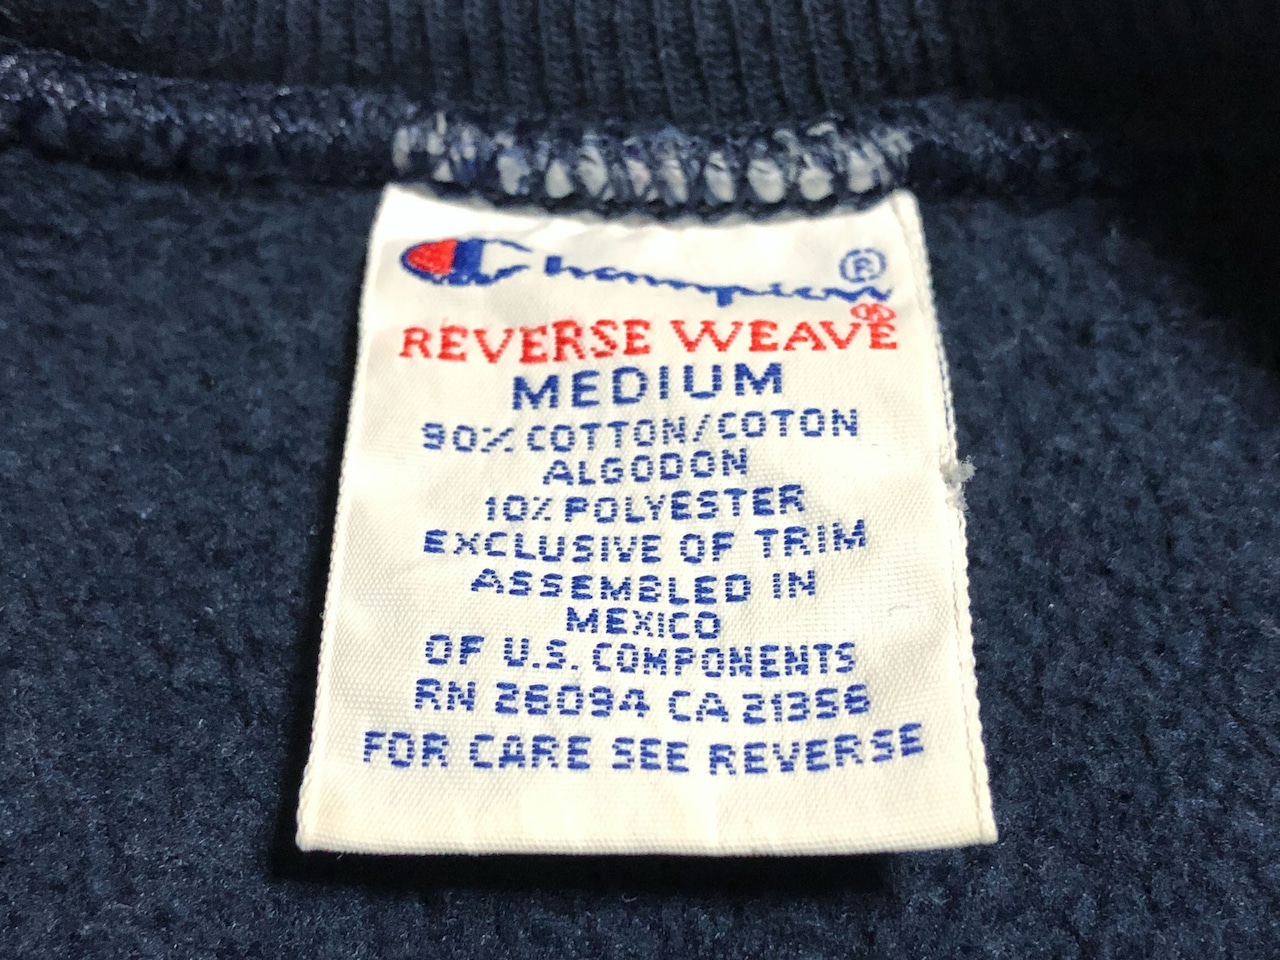 Champion ®
REVERSE WEAVE ®
MEDIUM
90% COTTON/COTON
ALGODON
10% POLYESTER
EXCLUSIVE OF TRIM
ASSEMBLED IN
MEXICO
OF U.S. COMPONENTS
RN 26094 CA 21358
FOR CARE SEE REVERSE